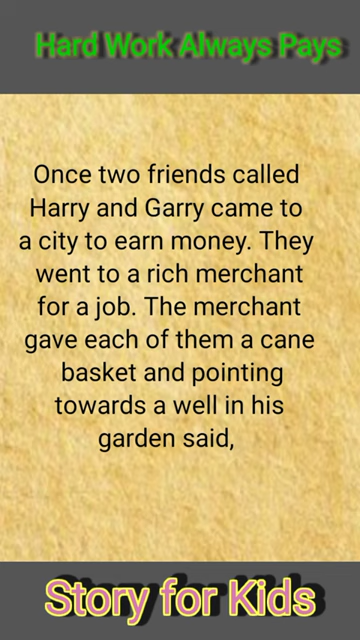 Hard Work Always Pays
Once two friends called
Harry and Garry came to
a city to earn money. They
went to a rich merchant
for a job. The merchant
gave each of them a cane
basket and pointing
towards a well in his
garden said,
Story for Kids